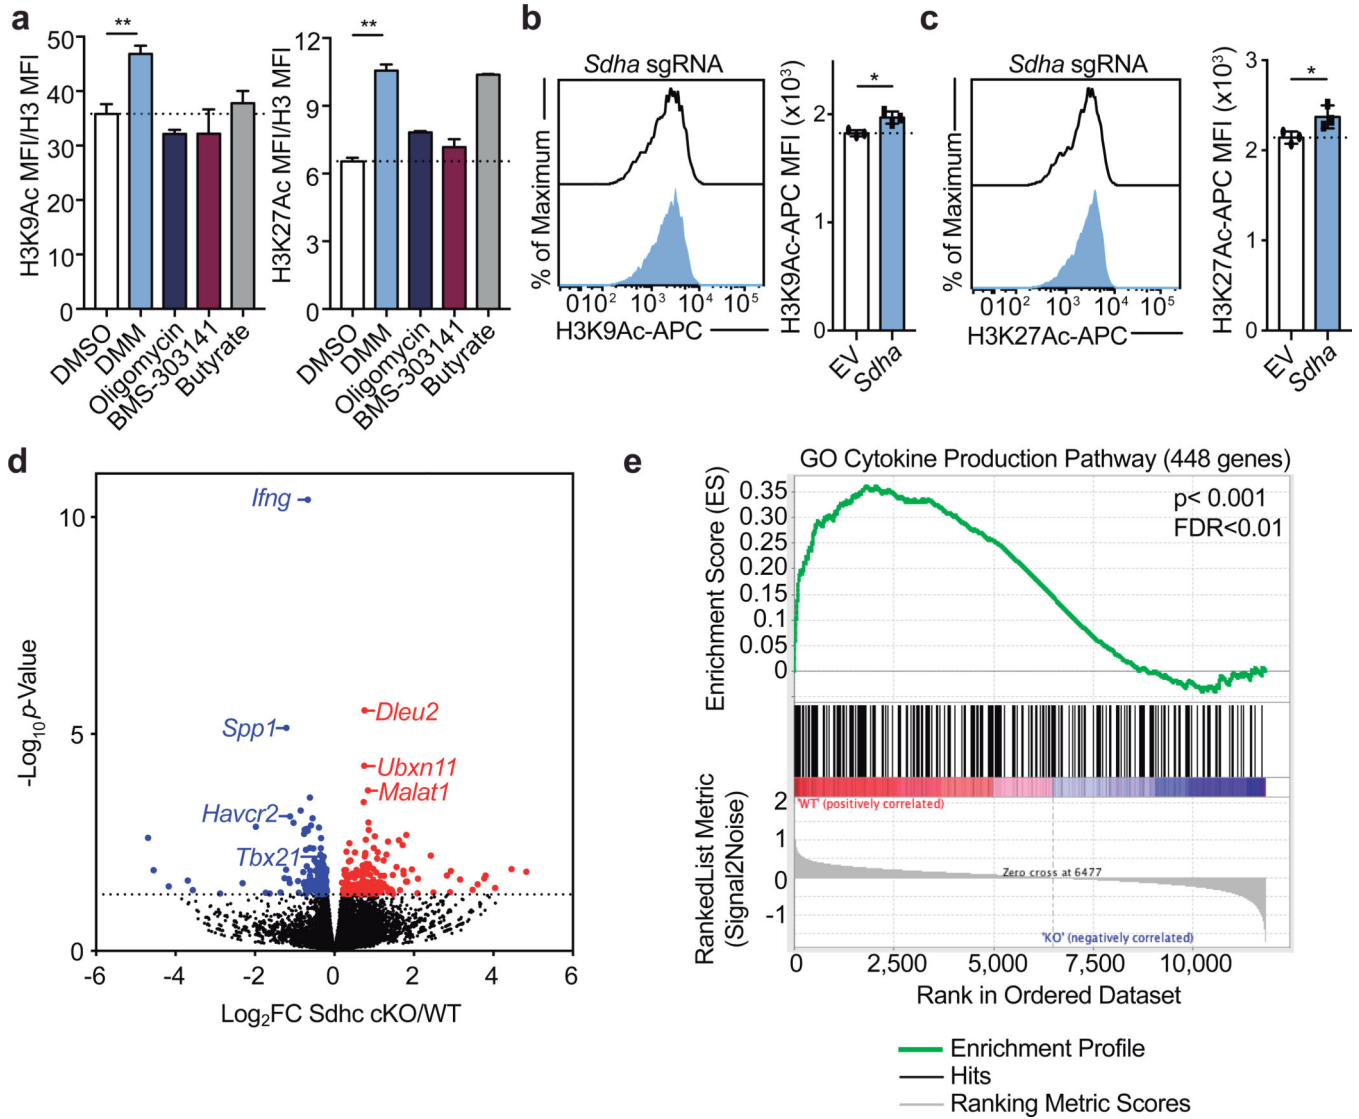 a
**
H3K9Ac MFI/H3 MFI
50
40
30
20
10
0
DMSO
DMM
Oligomycin
BMS-303141
Butyrate
**
H3K27Ac MFI/H3 MFI
12
9
6
3
0
DMSO
DMM
Oligomycin
BMS-303141
Butyrate
b
Sdha sgRNA
% of Maximum
0 10² 10³ 10⁴ 10⁵
H3K9Ac-APC
H3K9Ac-APC MFI (x10³)
*
2
1
0
EV
Sdha
c
Sdha sgRNA
% of Maximum
0 10² 10³ 10⁴ 10⁵
H3K27Ac-APC
H3K27Ac-APC MFI (x10³)
*
3
2
1
0
EV
Sdha
d
-Log₁₀p-Value
10
5
0
Ifng
Spp1
Havcr2
Tbx21
Dleu2
Ubxn11
Malat1
-6 -4 -2 0 2 4 6
Log₂FC Sdhc cKO/WT
e
GO Cytokine Production Pathway (448 genes)
p< 0.001
FDR<0.01
Enrichment Score (ES)
0.35
0.30
0.25
0.20
0.15
0.1
0.05
0
'WT' (positively correlated)
Zero cross at 6477
'KO' (negatively correlated)
RankedList Metric
(Signal2Noise)
2
1
0
-1
0 2,500 5,000 7,500 10,000
Rank in Ordered Dataset
Enrichment Profile
Hits
Ranking Metric Scores